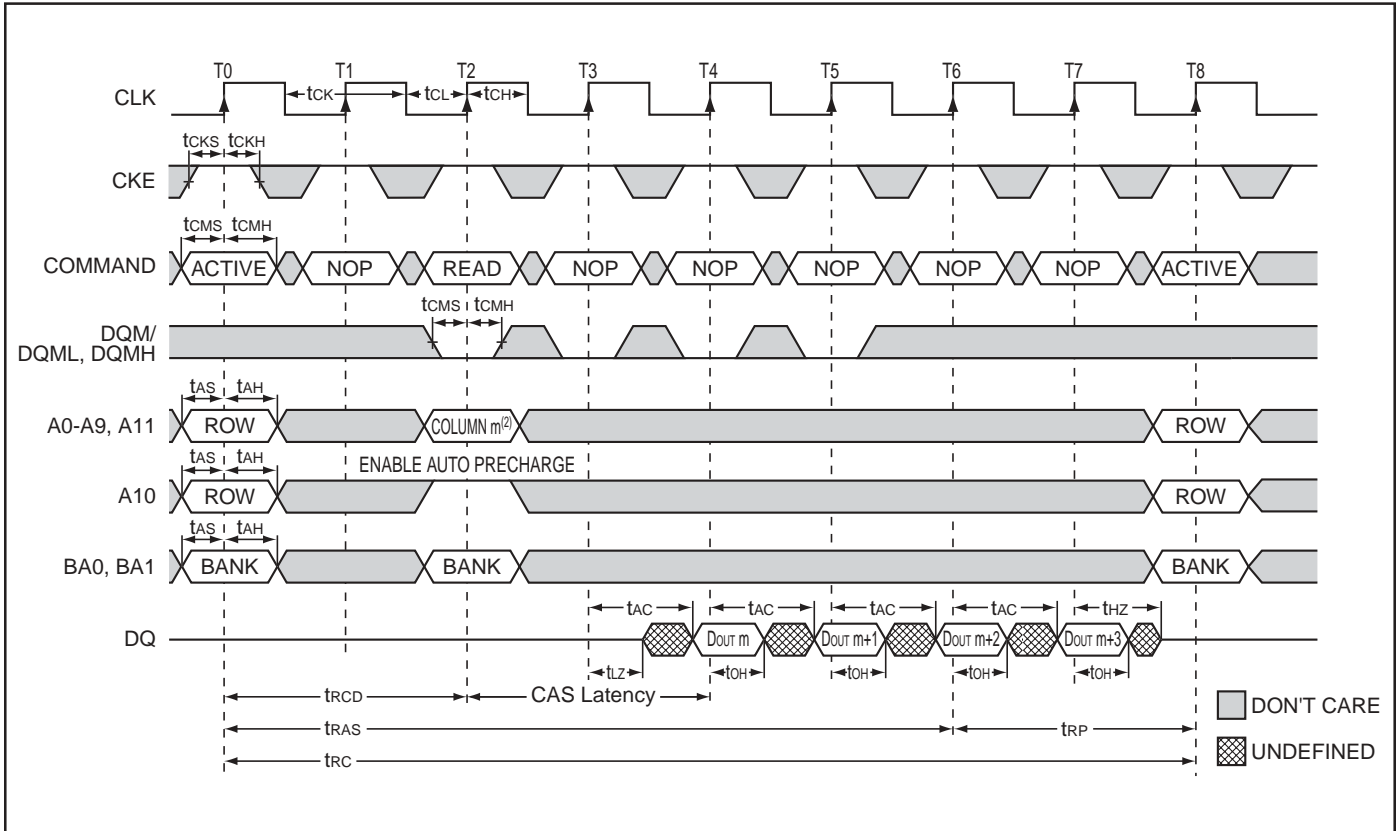 T0 T1 T2 T3 T4 T5 T6 T7 T8
CLK tCK tCL tCH
tCKS tCKH
CKE
tCMS tCMH
COMMAND ACTIVE NOP READ NOP NOP NOP NOP NOP ACTIVE
tCMS tCMH
DQM/
DQML, DQMH
tAS tAH
A0-A9, A11 ROW COLUMN m(2) ROW
tAS tAH ENABLE AUTO PRECHARGE
A10 ROW ROW
tAS tAH
BA0, BA1 BANK BANK BANK
tAC tAC tAC tAC tHZ
DQ DOUT m DOUT m+1 DOUT m+2 DOUT m+3
tLZ tOH tOH tOH tOH
tRCD CAS Latency
DON'T CARE
tRAS tRP
UNDEFINED
tRC